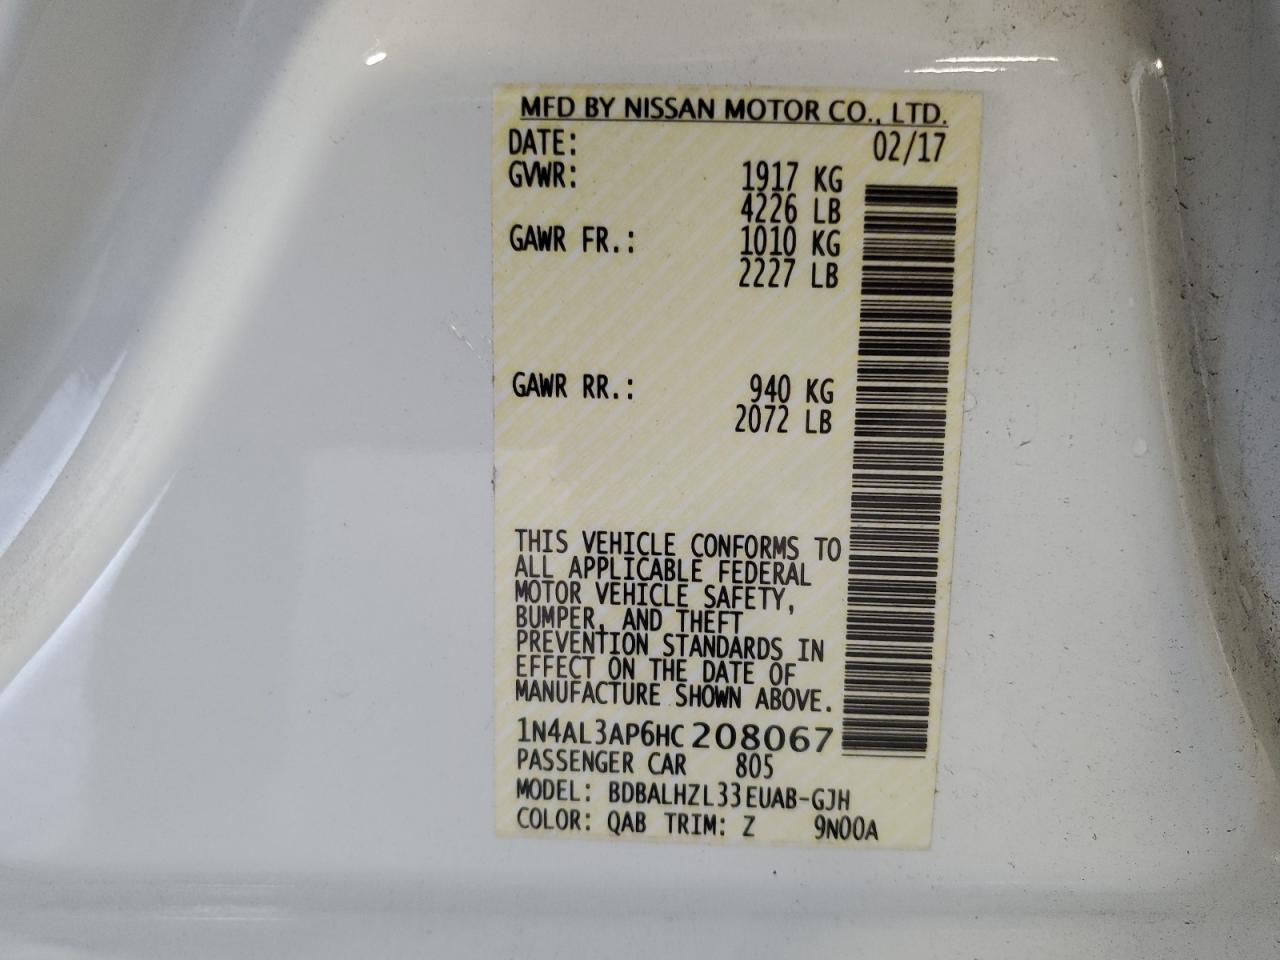 MFD BY NISSAN MOTOR CO., LTD.
DATE: 02/17
GVWR: 1917 KG
4226 LB
GAWR FR.: 1010 KG
2227 LB
GAWR RR.: 940 KG
2072 LB
THIS VEHICLE CONFORMS TO
ALL APPLICABLE FEDERAL
MOTOR VEHICLE SAFETY,
BUMPER, AND THEFT
PREVENTION STANDARDS IN
EFFECT ON THE DATE OF
MANUFACTURE SHOWN ABOVE.
1N4AL3AP6HC208067
PASSENGER CAR 805
MODEL: BDBALHZL33EUAB-GJH
COLOR: QAB TRIM: Z 9N00A